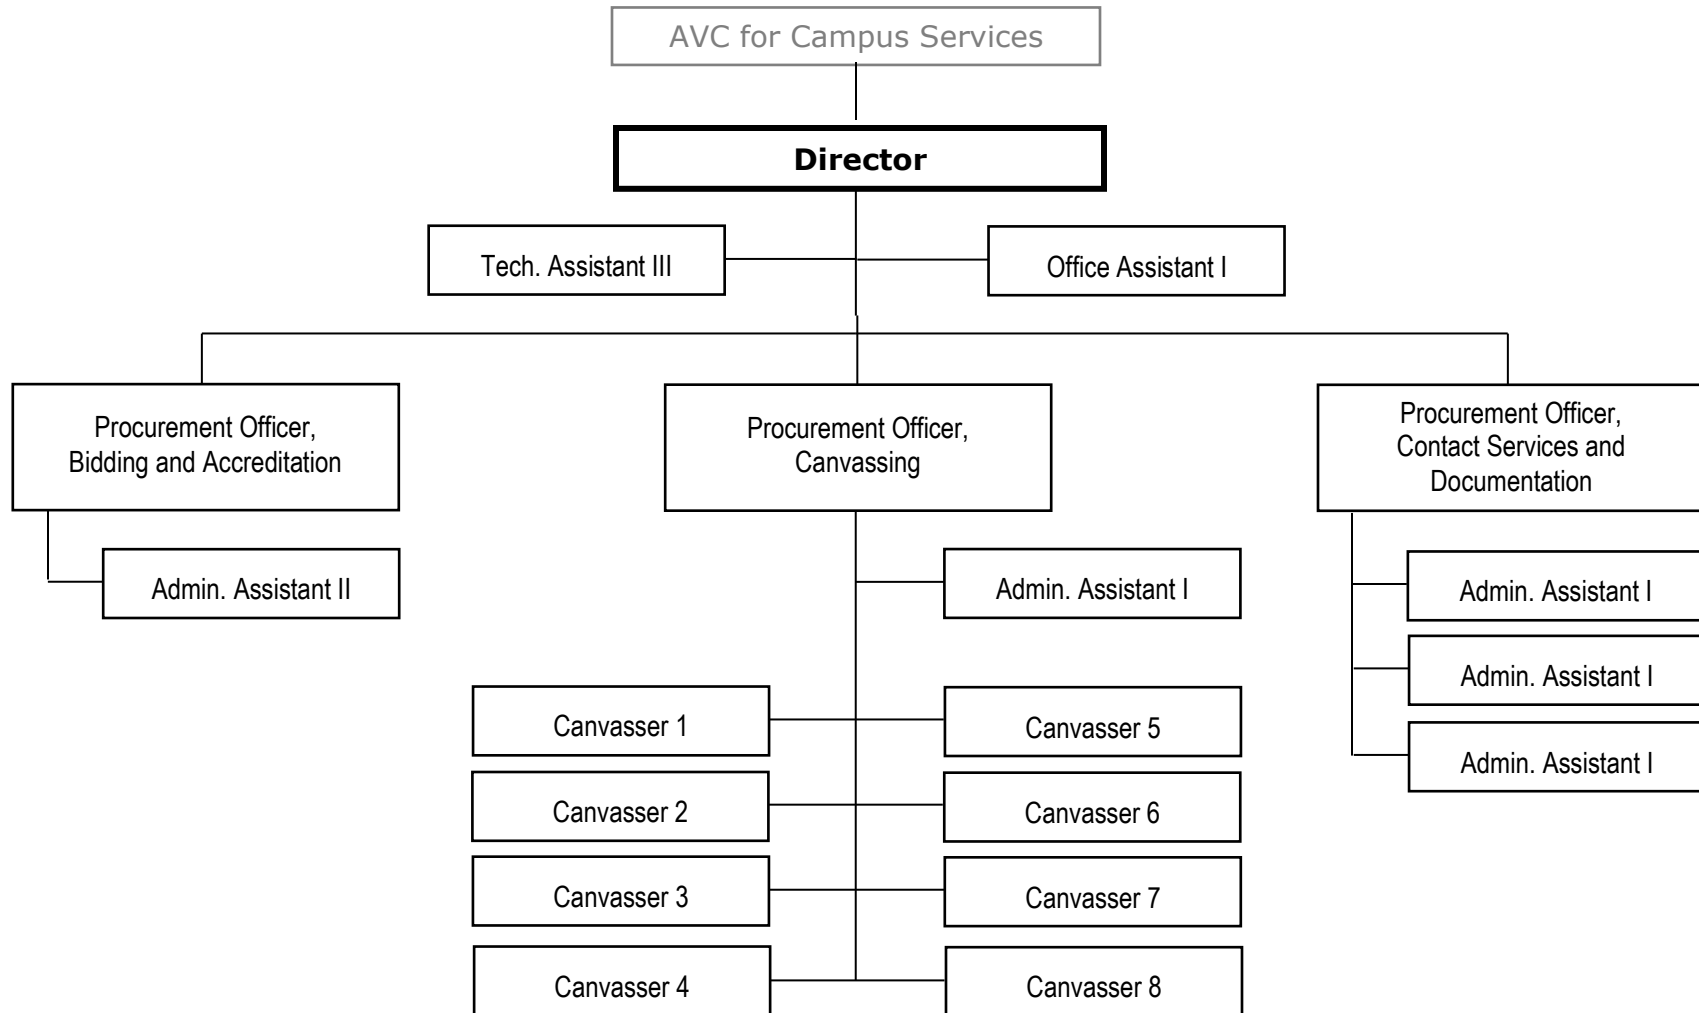 AVC for Campus Services
Director
Tech. Assistant III
Office Assistant I
Procurement Officer,
Bidding and Accreditation
Procurement Officer,
Canvassing
Procurement Officer,
Contact Services and
Documentation
Admin. Assistant II
Admin. Assistant I
Admin. Assistant I
Admin. Assistant I
Admin. Assistant I
Canvasser 1
Canvasser 5
Canvasser 2
Canvasser 6
Canvasser 3
Canvasser 7
Canvasser 4
Canvasser 8